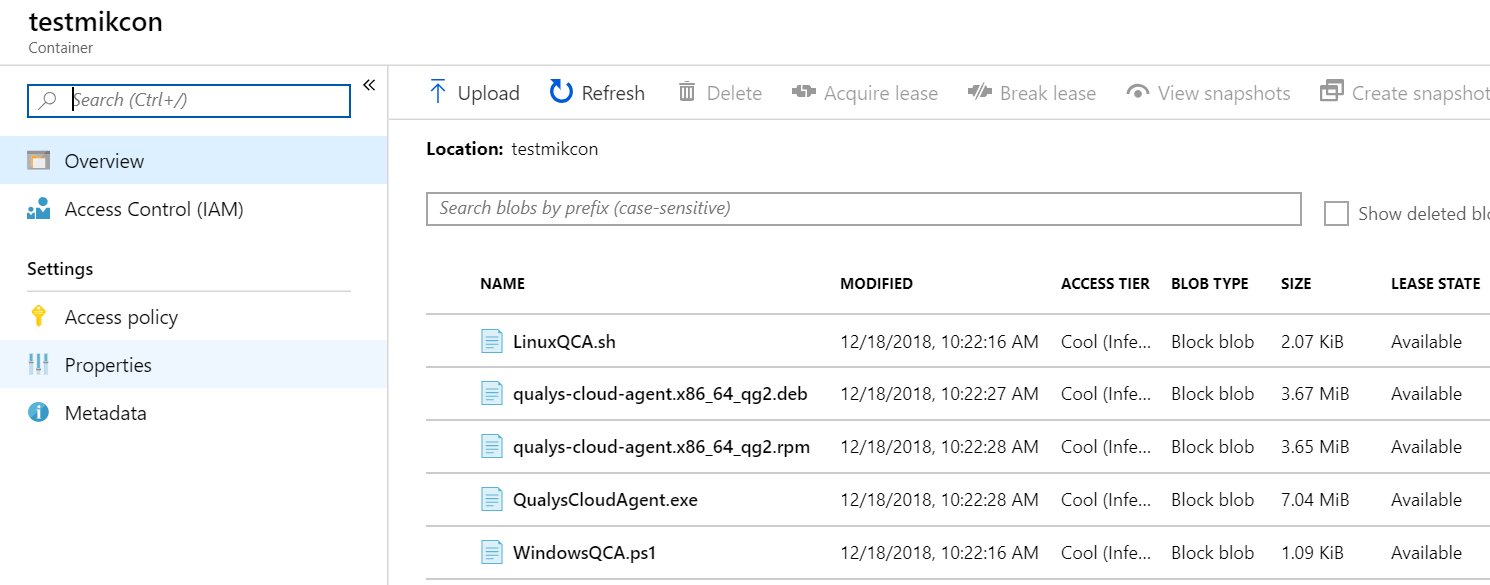 testmikcon
Container
Search (Ctrl+/)
«
Overview
Access Control (IAM)
Settings
Access policy
Properties
Metadata
Upload Refresh Delete Acquire lease Break lease View snapshots Create snapshot
Location: testmikcon
Search blobs by prefix (case-sensitive)
Show deleted blo
NAME MODIFIED ACCESS TIER BLOB TYPE SIZE LEASE STATE
LinuxQCA.sh 12/18/2018, 10:22:16 AM Cool (Infe... Block blob 2.07 KiB Available
qualys-cloud-agent.x86_64_qg2.deb 12/18/2018, 10:22:27 AM Cool (Infe... Block blob 3.67 MiB Available
qualys-cloud-agent.x86_64_qg2.rpm 12/18/2018, 10:22:28 AM Cool (Infe... Block blob 3.65 MiB Available
QualysCloudAgent.exe 12/18/2018, 10:22:28 AM Cool (Infe... Block blob 7.04 MiB Available
WindowsQCA.ps1 12/18/2018, 10:22:16 AM Cool (Infe... Block blob 1.09 KiB Available